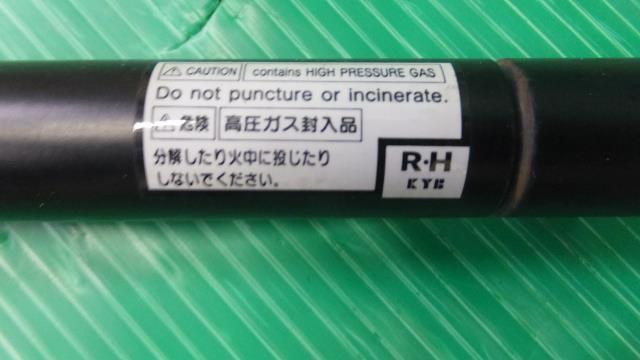 ⚠ CAUTION contains HIGH PRESSURE GAS
Do not puncture or incinerate.
⚠ 危険 高圧ガス封入品
分解したり火中に投じたり
しないでください。
R・H
KYB